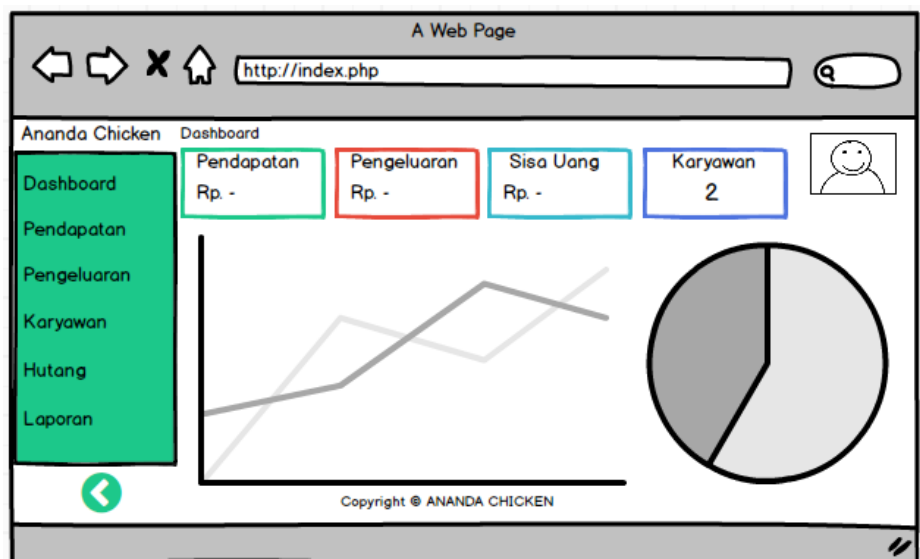 A Web Page
http://index.php
Ananda Chicken
Dashboard
Dashboard
Pendapatan
Pengeluaran
Karyawan
Hutang
Laporan
Pendapatan
Rp. -
Pengeluaran
Rp. -
Sisa Uang
Rp. -
Karyawan
2
Copyright © ANANDA CHICKEN